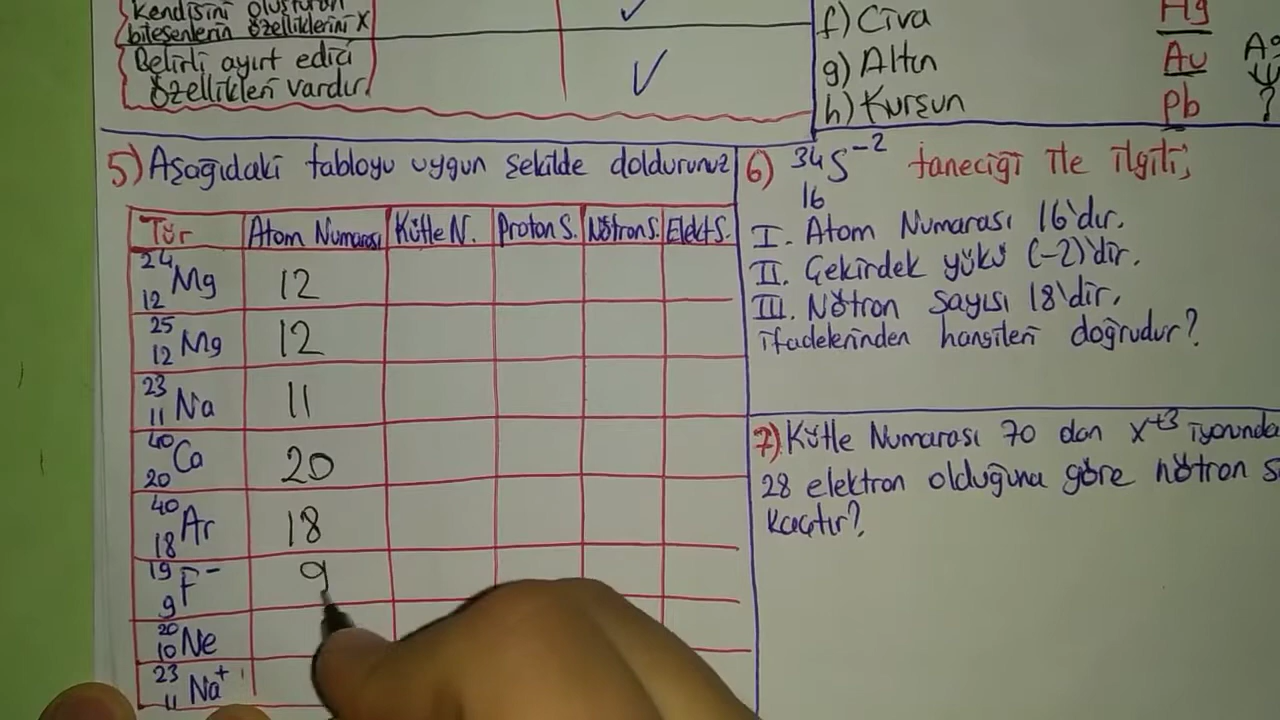 kendisini oluşturan
bileşenlerin özelliklerini X
✓
Belirli ayırt edici
özellikleri vardır.
✓
f) Civa Hg
g) Altın Au
h) Kurşun Pb ?
5) Aşağıdaki tabloyu uygun şekilde doldurunuz
Tür Atom Numarası Kütle N. Proton S. Nötron S. Elekt S.
24 12 Mg 12
25 12 Mg 12
23 11 Na 11
40 20 Ca 20
40 18 Ar 18
19 9 F - 9
20 10 Ne
23 11 Na +
6) 34 16 S -2 taneciği ile ilgili;
I. Atom Numarası 16'dır.
II. Çekirdek yükü (-2)'dir.
III. Nötron sayısı 18'dir.
ifadelerinden hangileri doğrudur?
7) Kütle Numarası 70 olan X+3 iyonunda
28 elektron olduğuna göre nötron
kaçtır?